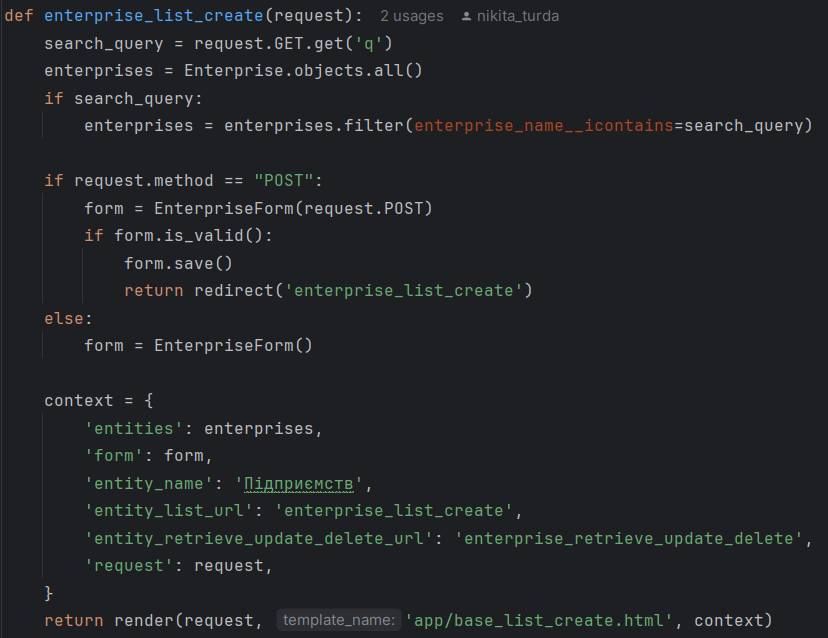 def enterprise_list_create(request): 2 usages nikita_turda
    search_query = request.GET.get('q')
    enterprises = Enterprise.objects.all()
    if search_query:
        enterprises = enterprises.filter(enterprise_name__icontains=search_query)

    if request.method == "POST":
        form = EnterpriseForm(request.POST)
        if form.is_valid():
            form.save()
            return redirect('enterprise_list_create')
    else:
        form = EnterpriseForm()

    context = {
        'entities': enterprises,
        'form': form,
        'entity_name': 'Підприємств',
        'entity_list_url': 'enterprise_list_create',
        'entity_retrieve_update_delete_url': 'enterprise_retrieve_update_delete',
        'request': request,
    }
    return render(request, template_name: 'app/base_list_create.html', context)